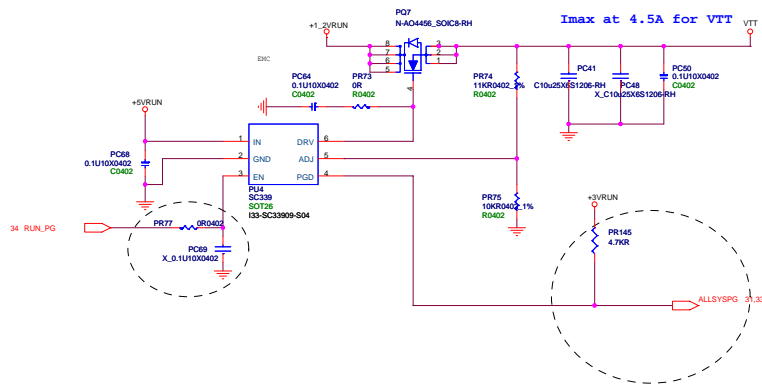 Imax at 4.5A for VTT
PQ7
N-AO4456_SOIC8-RH
+1_2VRUN
VTT
8
7
6
5
3
2
1
4
EMC
PC64
0.1U10X0402
C0402
PR73
0R
R0402
PR74
11KR0402_1%
R0402
PC41
C10u25X6S1206-RH
PC48
X_C10u25X6S1206-RH
PC50
0.1U10X0402
C0402
+5VRUN
PC68
0.1U10X0402
C0402
1
IN
DRV
6
2
GND
ADJ
5
3
EN
PGD
4
PU4
SC339
SOT26
I33-SC33909-S04
PR75
10KR0402_1%
R0402
34 RUN_PG
PR77
0R0402
PC69
X_0.1U10X0402
+3VRUN
PR145
4.7KR
ALLSYSPG